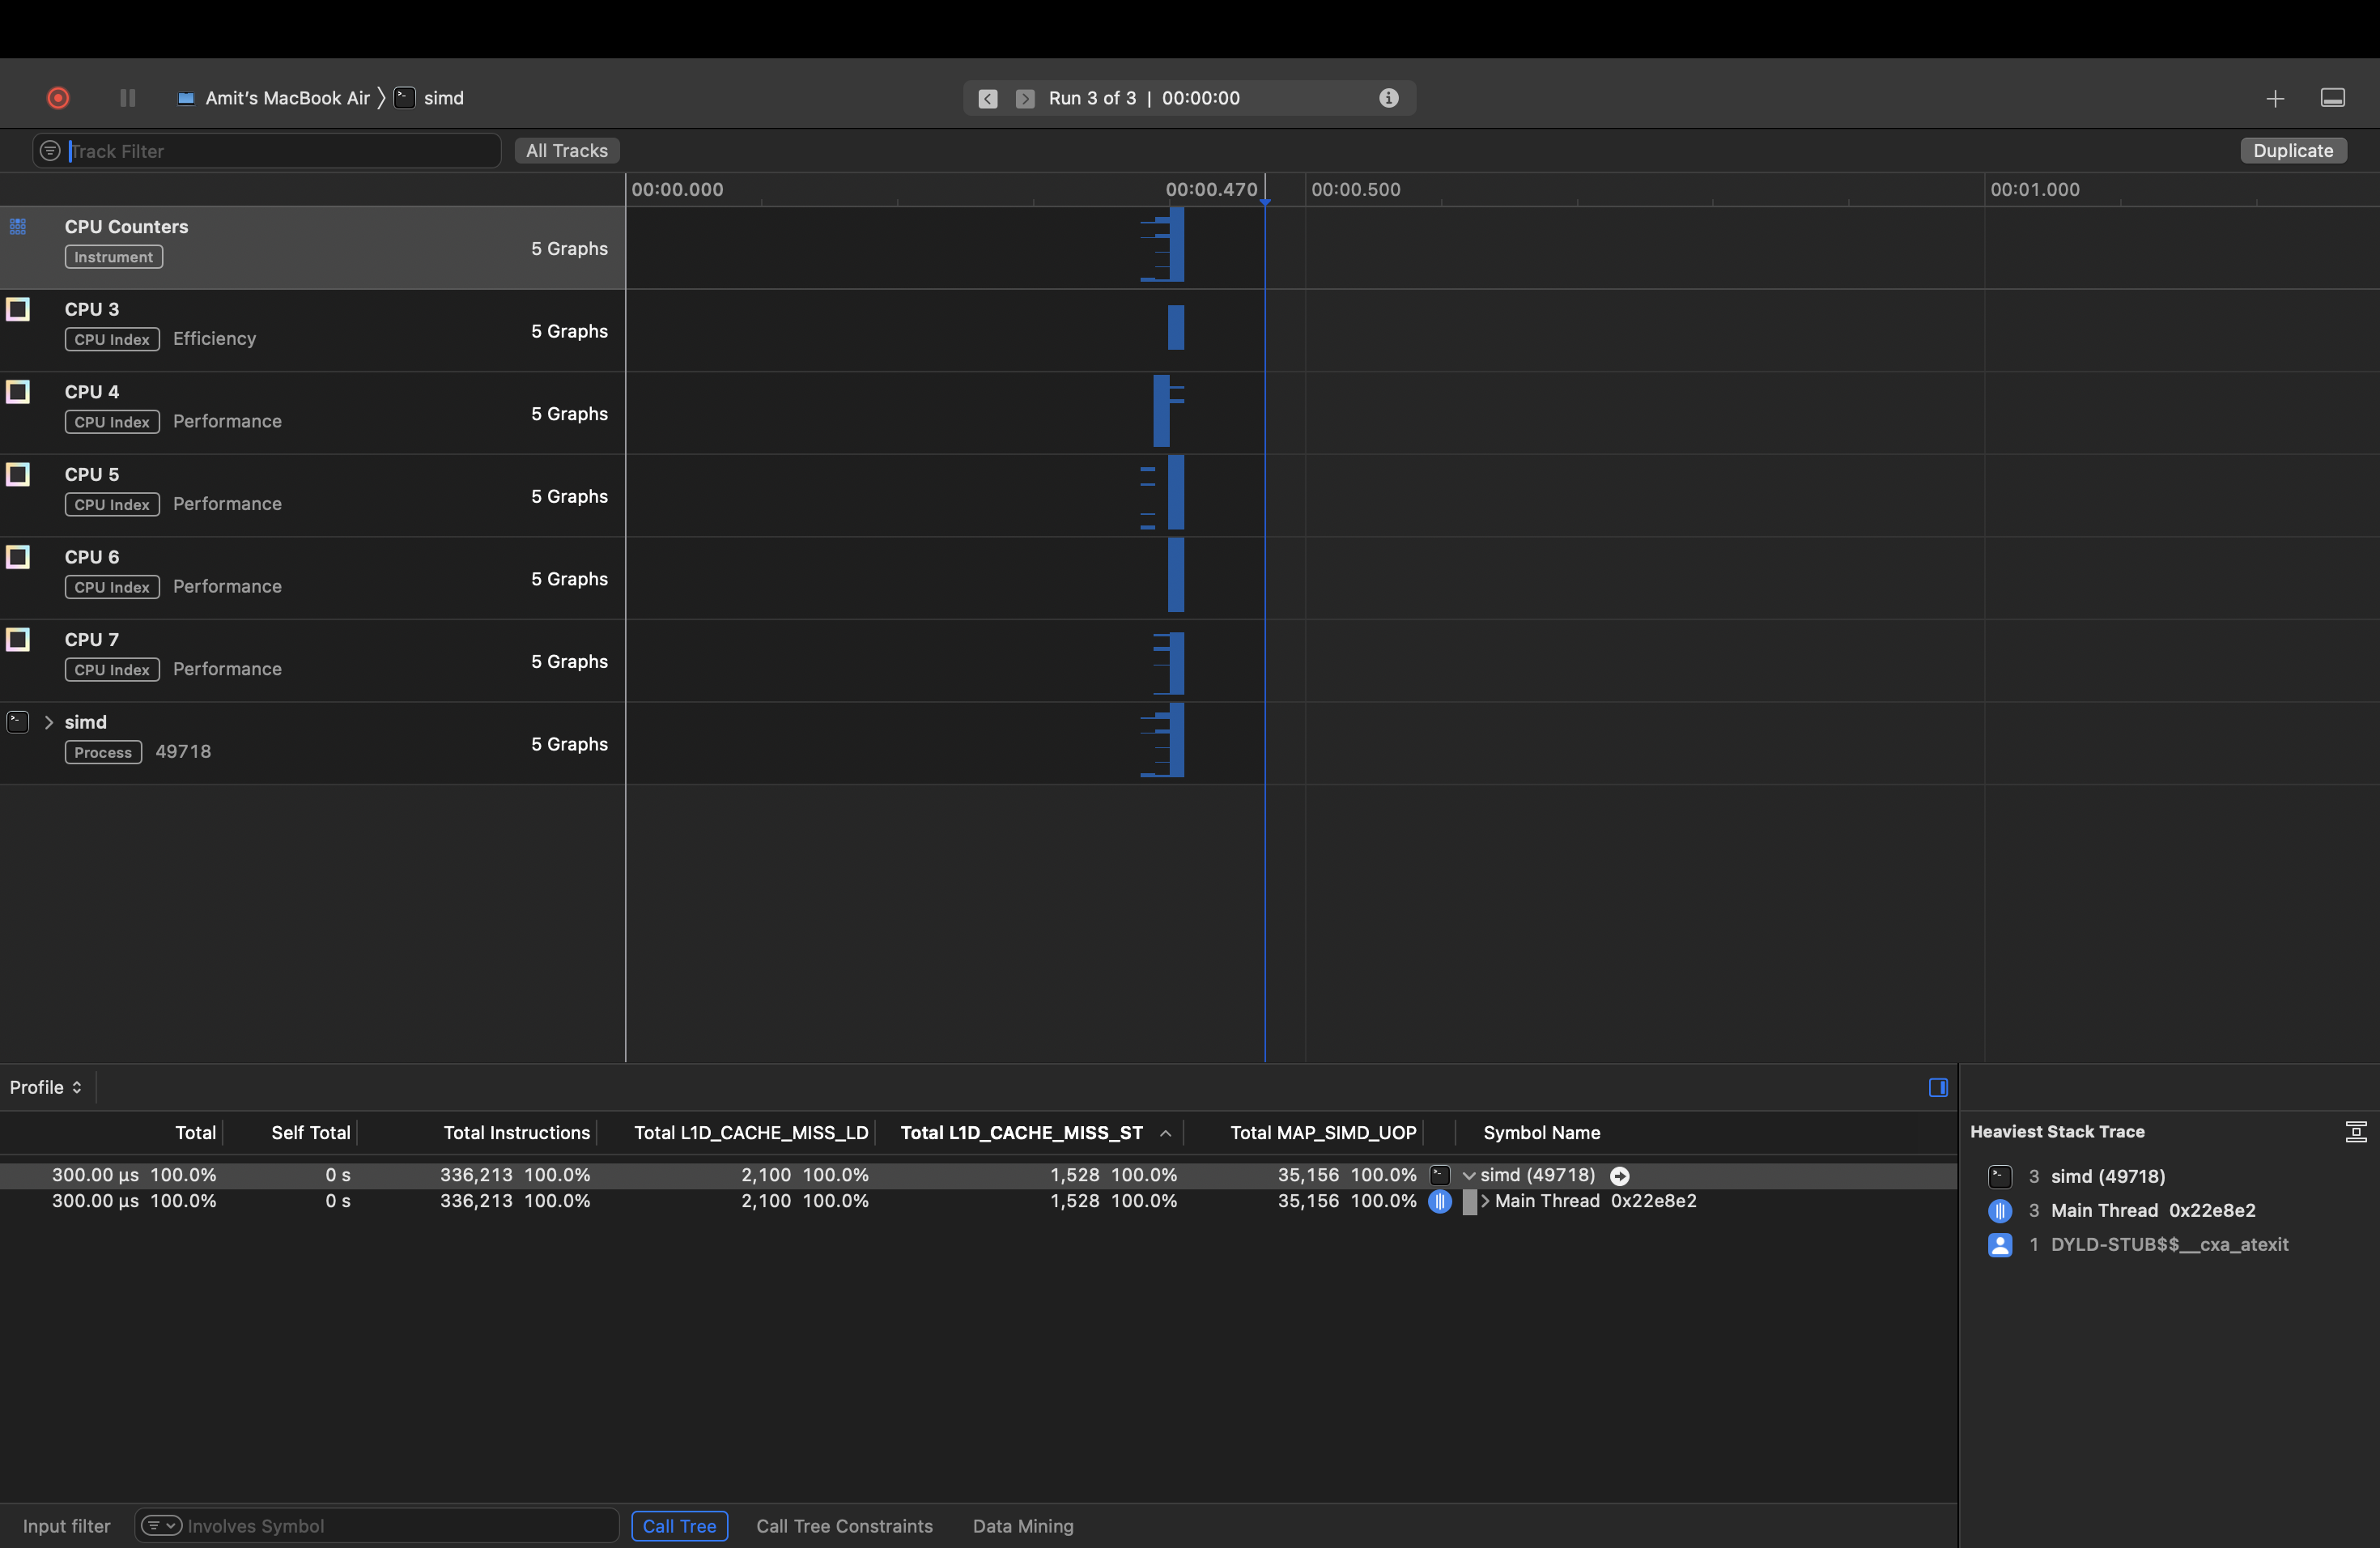 Amit's MacBook Air simd Run 3 of 3 | 00:00:00
Track Filter All Tracks Duplicate
00:00.000 00:00.470 00:00.500 00:01.000
CPU Counters
Instrument
5 Graphs
CPU 3
CPU Index Efficiency
5 Graphs
CPU 4
CPU Index Performance
5 Graphs
CPU 5
CPU Index Performance
5 Graphs
CPU 6
CPU Index Performance
5 Graphs
CPU 7
CPU Index Performance
5 Graphs
simd
Process 49718
5 Graphs
Profile
Total Self Total Total Instructions Total L1D_CACHE_MISS_LD Total L1D_CACHE_MISS_ST Total MAP_SIMD_UOP Symbol Name
300.00 µs 100.0% 0 s 336,213 100.0% 2,100 100.0% 1,528 100.0% 35,156 100.0% simd (49718)
300.00 µs 100.0% 0 s 336,213 100.0% 2,100 100.0% 1,528 100.0% 35,156 100.0% Main Thread 0x22e8e2
Heaviest Stack Trace
3 simd (49718)
3 Main Thread 0x22e8e2
1 DYLD-STUB$$__cxa_atexit
Input filter Involves Symbol Call Tree Call Tree Constraints Data Mining